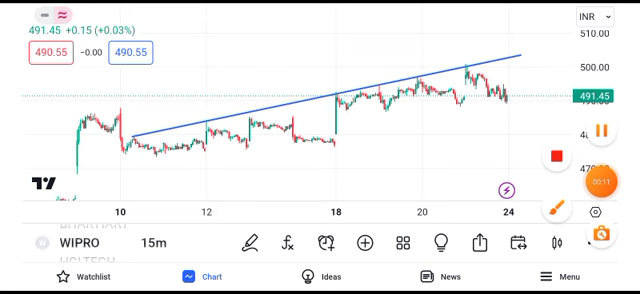 INR
491.45 +0.15 (+0.03%)
510.00
490.55 −0.00 490.55
500.00
491.45
00:11
10 12 18 20 24
W WIPRO 15m
Watchlist Chart Ideas News Menu